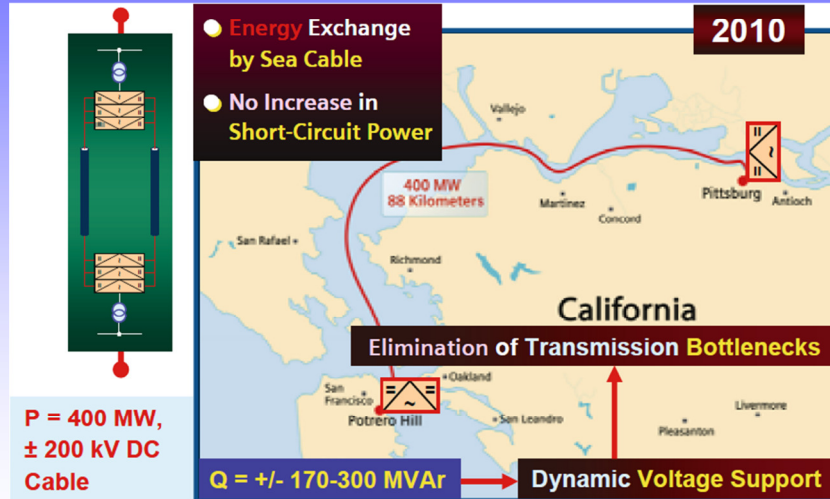 Energy Exchange
by Sea Cable
No Increase in
Short-Circuit Power
2010
Vallejo
400 MW
88 Kilometers
Martinez
Concord
Pittsburg
Antioch
San Rafael
Richmond
California
Elimination of Transmission Bottlenecks
San
Francisco
Oakland
Potrero Hill
San Leandro
Livermore
Pleasanton
P = 400 MW,
± 200 kV DC
Cable
Q = +/- 170-300 MVAr
Dynamic Voltage Support